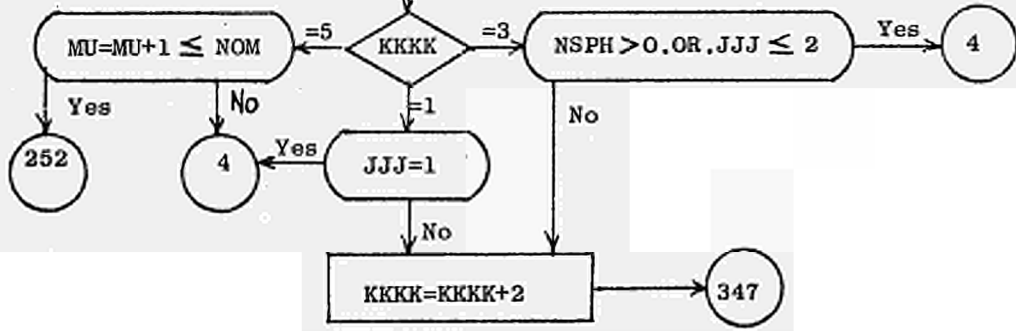 MU=MU+1 ≤ NOM
=5
KKKK
=3
NSPH>0.OR.JJJ ≤ 2
Yes
4
Yes
No
=1
No
252
4
Yes
JJJ=1
No
KKKK=KKKK+2
347